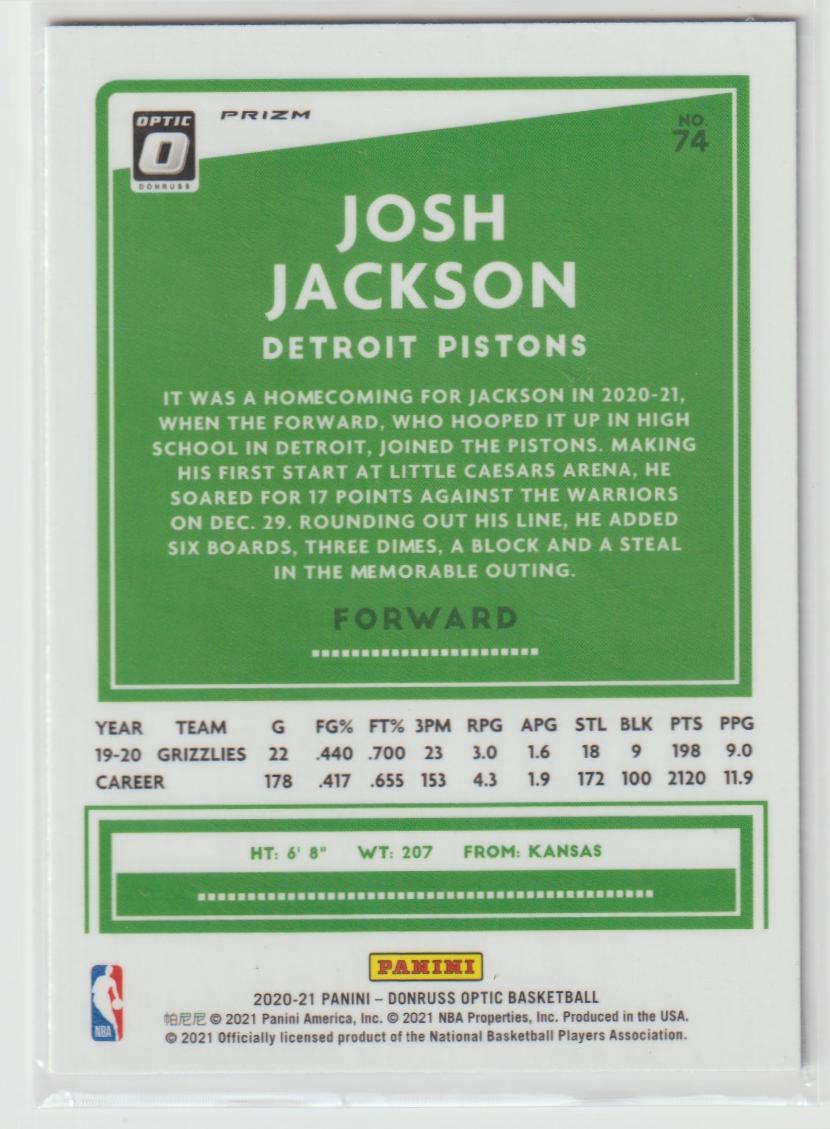 OPTIC
O
DONRUSS
PRIZM
NO.
74
JOSH
JACKSON
DETROIT PISTONS
IT WAS A HOMECOMING FOR JACKSON IN 2020-21,
WHEN THE FORWARD, WHO HOOPED IT UP IN HIGH
SCHOOL IN DETROIT, JOINED THE PISTONS. MAKING
HIS FIRST START AT LITTLE CAESARS ARENA, HE
SOARED FOR 17 POINTS AGAINST THE WARRIORS
ON DEC. 29. ROUNDING OUT HIS LINE, HE ADDED
SIX BOARDS, THREE DIMES, A BLOCK AND A STEAL
IN THE MEMORABLE OUTING.
FORWARD
YEAR TEAM G FG% FT% 3PM RPG APG STL BLK PTS PPG
19-20 GRIZZLIES 22 .440 .700 23 3.0 1.6 18 9 198 9.0
CAREER 178 .417 .655 153 4.3 1.9 172 100 2120 11.9
HT: 6' 8" WT: 207 FROM: KANSAS
PANINI
NBA
2020-21 PANINI – DONRUSS OPTIC BASKETBALL
帕尼尼 © 2021 Panini America, Inc. © 2021 NBA Properties, Inc. Produced in the USA.
© 2021 Officially licensed product of the National Basketball Players Association.